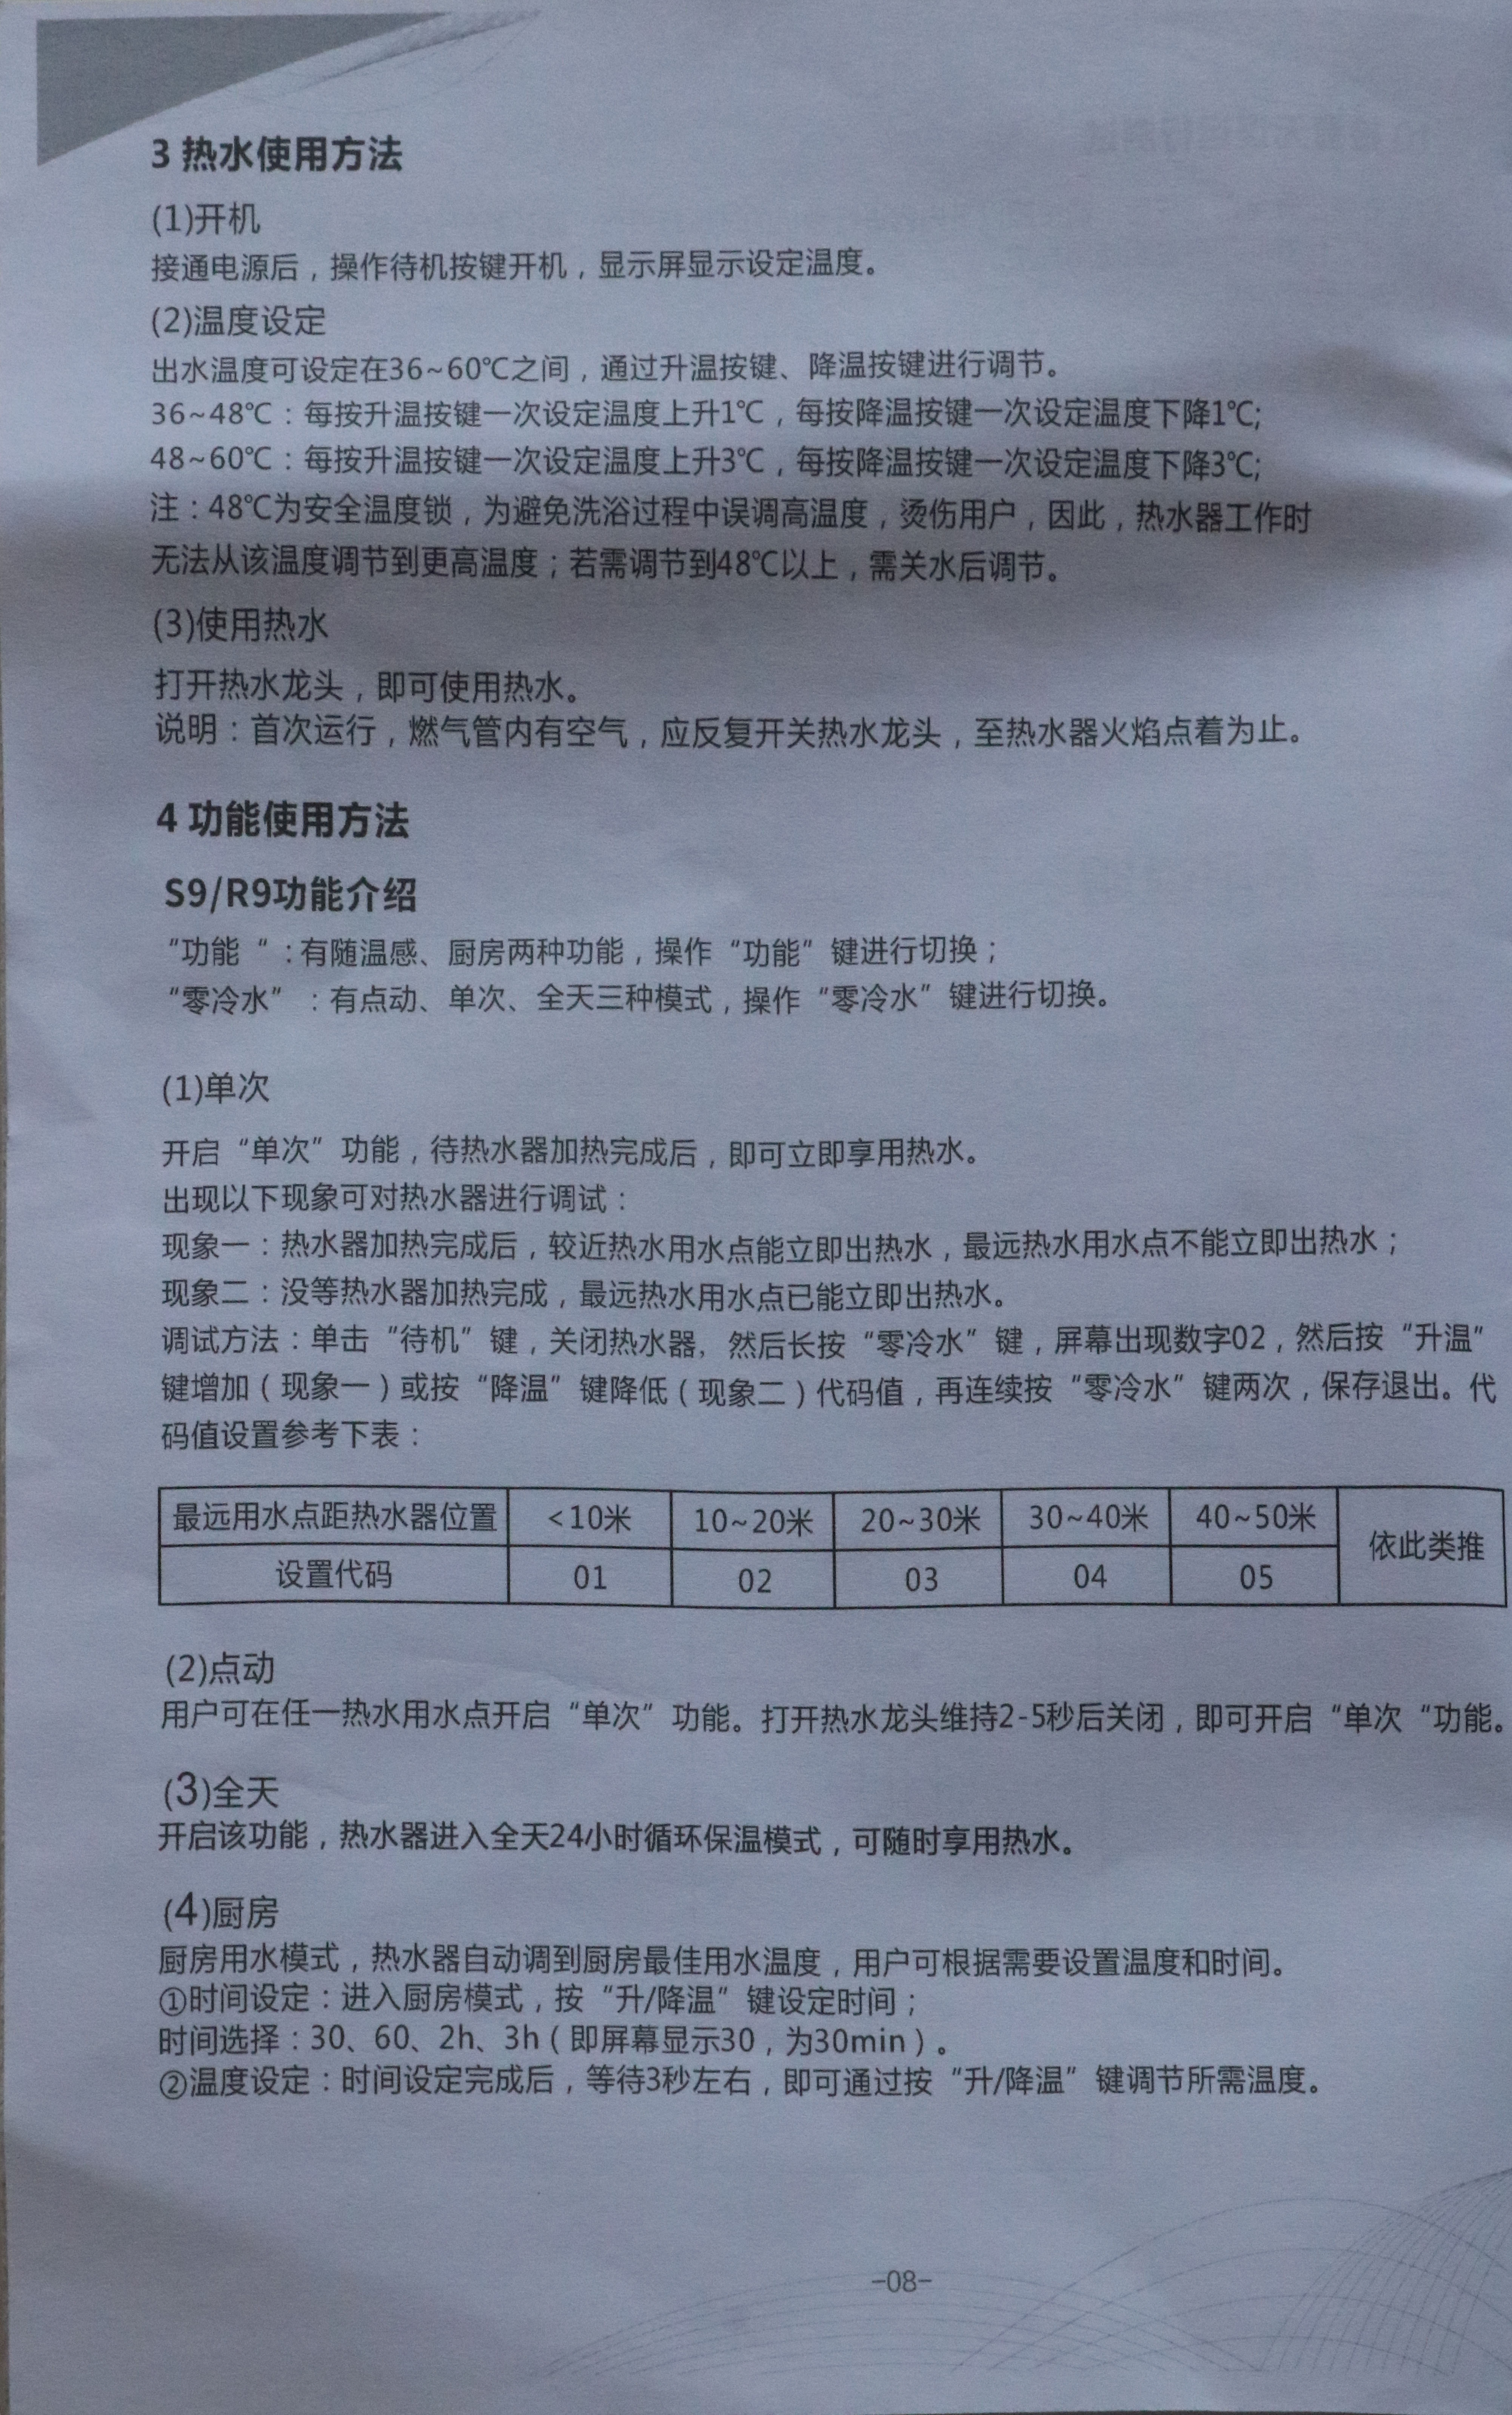 3 热水使用方法
(1)开机
接通电源后，操作待机按键开机，显示屏显示设定温度。
(2)温度设定
出水温度可设定在36~60℃之间，通过升温按键、降温按键进行调节。
36~48℃：每按升温按键一次设定温度上升1℃，每按降温按键一次设定温度下降1℃;
48~60℃：每按升温按键一次设定温度上升3℃，每按降温按键一次设定温度下降3℃;
注：48℃为安全温度锁，为避免洗浴过程中误调高温度，烫伤用户，因此，热水器工作时
无法从该温度调节到更高温度；若需调节到48℃以上，需关水后调节。
(3)使用热水
打开热水龙头，即可使用热水。
说明：首次运行，燃气管内有空气，应反复开关热水龙头，至热水器火焰点着为止。
4 功能使用方法
S9/R9功能介绍
“功能“：有随温感、厨房两种功能，操作“功能”键进行切换；
“零冷水”：有点动、单次、全天三种模式，操作“零冷水”键进行切换。
(1)单次
开启“单次”功能，待热水器加热完成后，即可立即享用热水。
出现以下现象可对热水器进行调试：
现象一：热水器加热完成后，较近热水用水点能立即出热水，最远热水用水点不能立即出热水；
现象二：没等热水器加热完成，最远热水用水点已能立即出热水。
调试方法：单击“待机”键，关闭热水器，然后长按“零冷水”键，屏幕出现数字02，然后按“升温”
键增加（现象一）或按“降温”键降低（现象二）代码值，再连续按“零冷水”键两次，保存退出。代
码值设置参考下表：
最远用水点距热水器位置 <10米 10~20米 20~30米 30~40米 40~50米 依此类推
设置代码 01 02 03 04 05
(2)点动
用户可在任一热水用水点开启“单次”功能。打开热水龙头维持2-5秒后关闭，即可开启“单次“功能。
(3)全天
开启该功能，热水器进入全天24小时循环保温模式，可随时享用热水。
(4)厨房
厨房用水模式，热水器自动调到厨房最佳用水温度，用户可根据需要设置温度和时间。
①时间设定：进入厨房模式，按“升/降温”键设定时间；
时间选择：30、60、2h、3h（即屏幕显示30，为30min）。
②温度设定：时间设定完成后，等待3秒左右，即可通过按“升/降温”键调节所需温度。
-08-